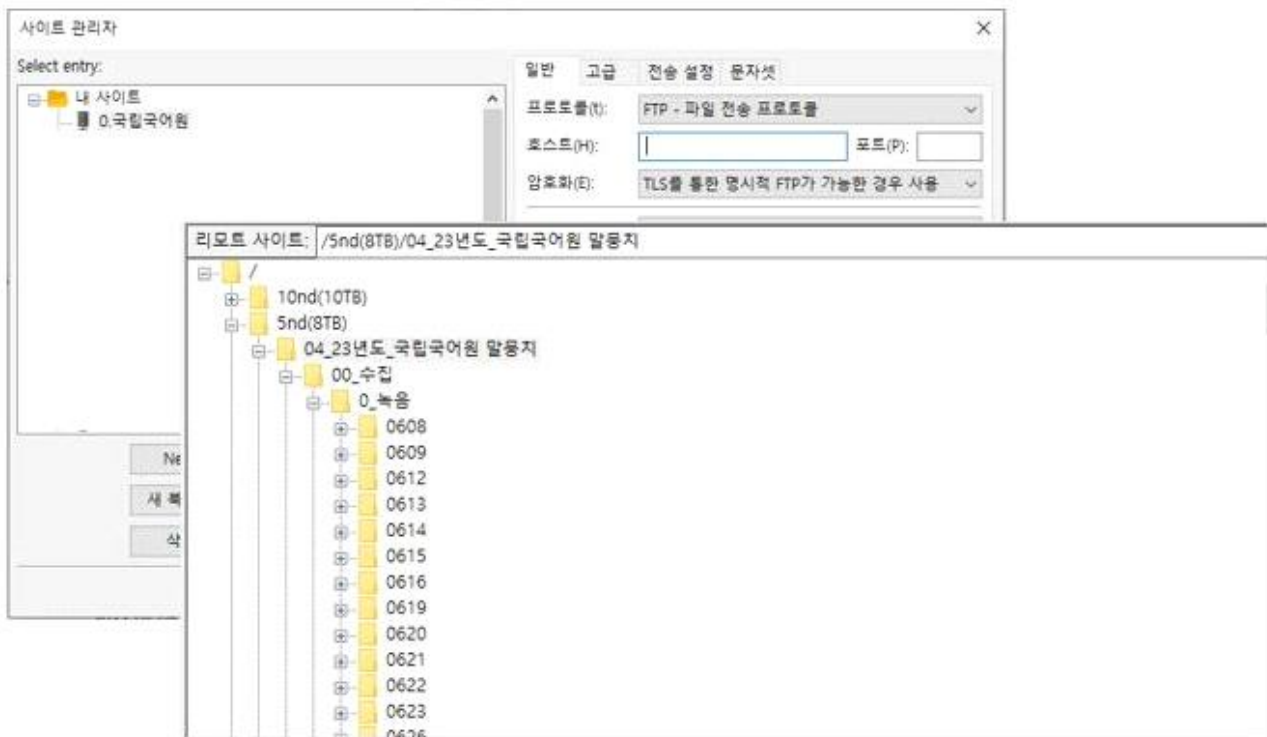 사이트 관리자
Select entry:
내 사이트
0.국립국어원
일반 고급 전송 설정 문자셋
프로토콜(t): FTP - 파일 전송 프로토콜
호스트(H): 포트(P):
암호화(E): TLS를 통한 명시적 FTP가 가능한 경우 사용
리모트 사이트: /5nd(8TB)/04_23년도_국립국어원 말뭉치
/
10nd(10TB)
5nd(8TB)
04_23년도_국립국어원 말뭉치
00_수집
0_녹음
0608
0609
0612
0613
0614
0615
0616
0619
0620
0621
0622
0623
0626
Ne
새 북
삭